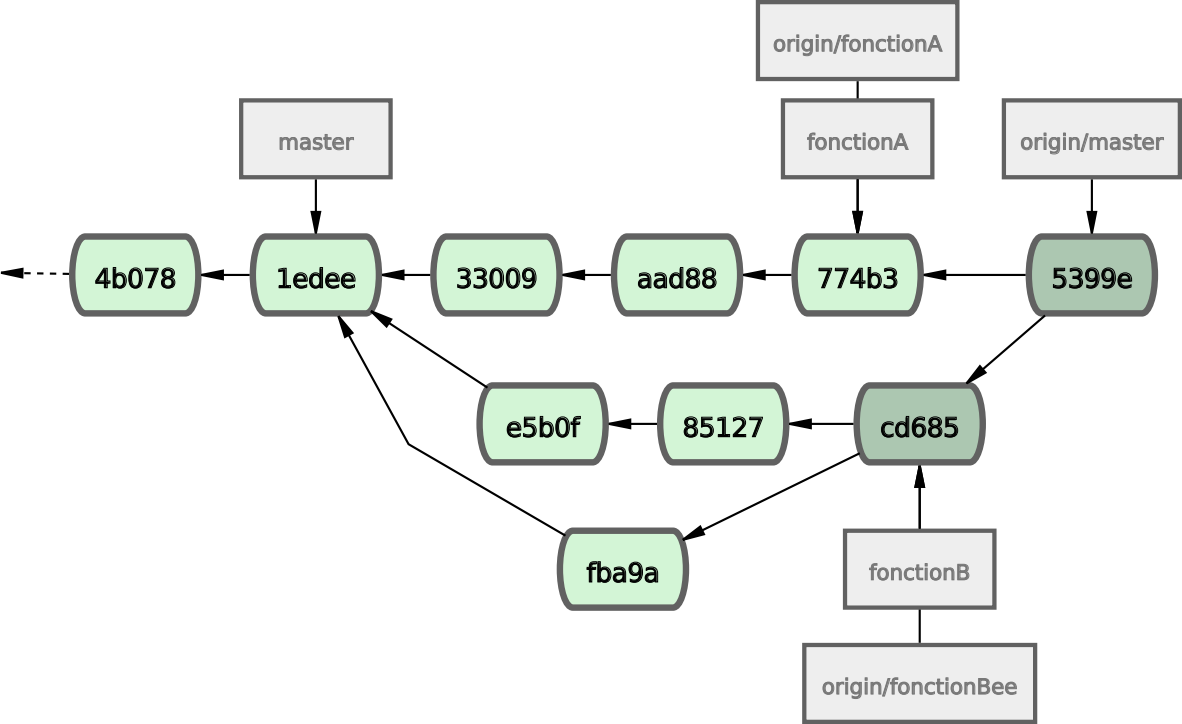 origin/fonctionA
master
fonctionA
origin/master
4b078
1edee
33009
aad88
774b3
5399e
e5b0f
85127
cd685
fba9a
fonctionB
origin/fonctionBee